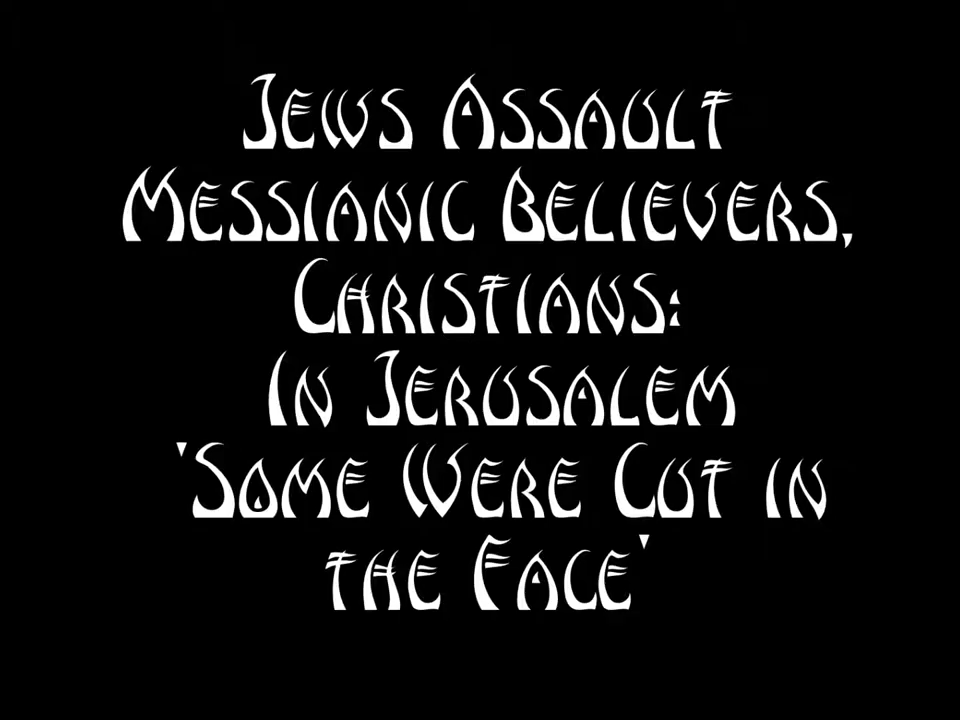 Jews Assault
Messianic Believers,
Christians:
In Jerusalem
'Some Were Cut in
the Face'